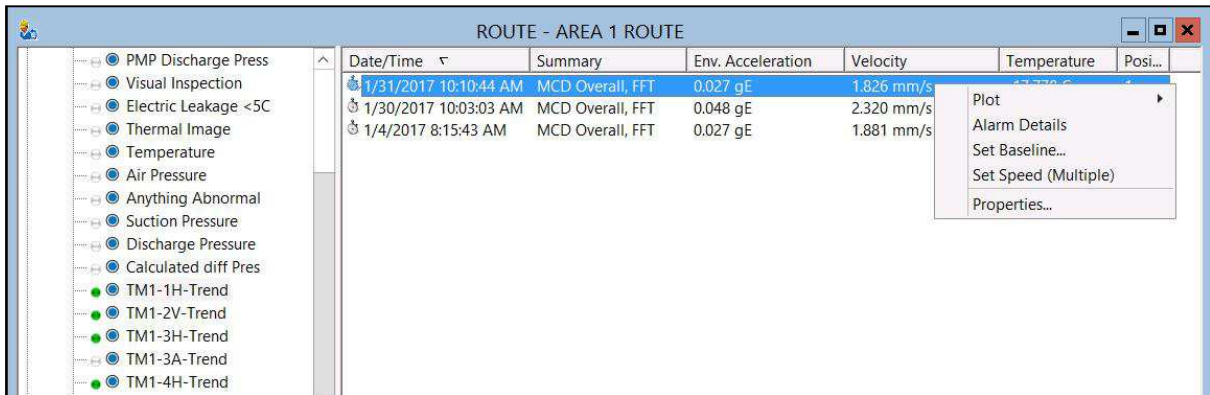 ROUTE - AREA 1 ROUTE
PMP Discharge Press
Visual Inspection
Electric Leakage <5C
Thermal Image
Temperature
Air Pressure
Anything Abnormal
Suction Pressure
Discharge Pressure
Calculated diff Pres
TM1-1H-Trend
TM1-2V-Trend
TM1-3H-Trend
TM1-3A-Trend
TM1-4H-Trend
Date/Time Summary Env. Acceleration Velocity Temperature Posi...
1/31/2017 10:10:44 AM MCD Overall, FFT 0.027 gE 1.826 mm/s
1/30/2017 10:03:03 AM MCD Overall, FFT 0.048 gE 2.320 mm/s
1/4/2017 8:15:43 AM MCD Overall, FFT 0.027 gE 1.881 mm/s
Plot
Alarm Details
Set Baseline...
Set Speed (Multiple)
Properties...